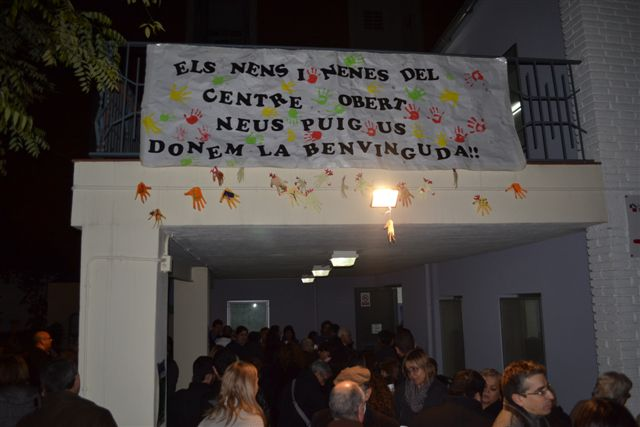 ELS NENS I NENES DEL
CENTRE OBERT
NEUS PUIG US
DONEM LA BENVINGUDA!!